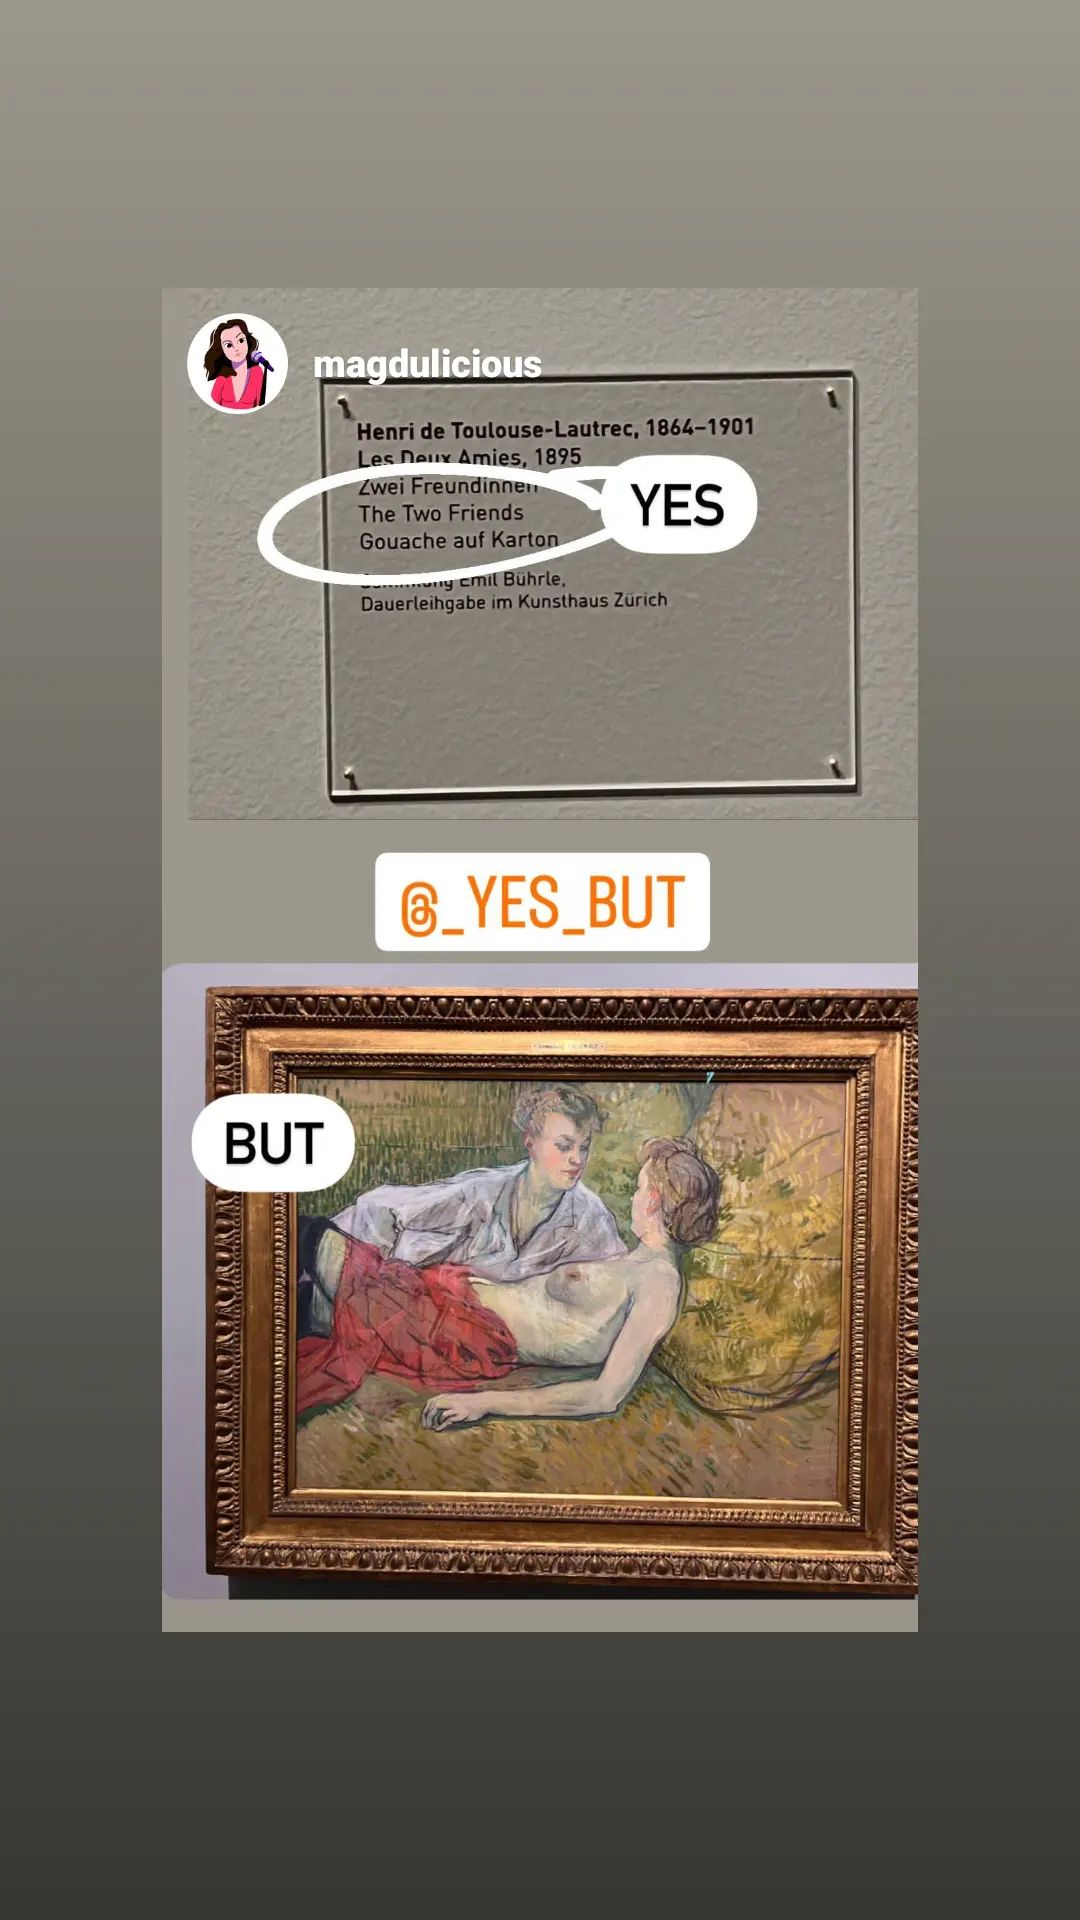 magdulicious
Henri de Toulouse-Lautrec, 1864–1901
Les Deux Amies, 1895
Zwei Freundinnen
The Two Friends
Gouache auf Karton
YES
Sammlung Emil Bührle,
Dauerleihgabe im Kunsthaus Zürich
@_YES_BUT
BUT